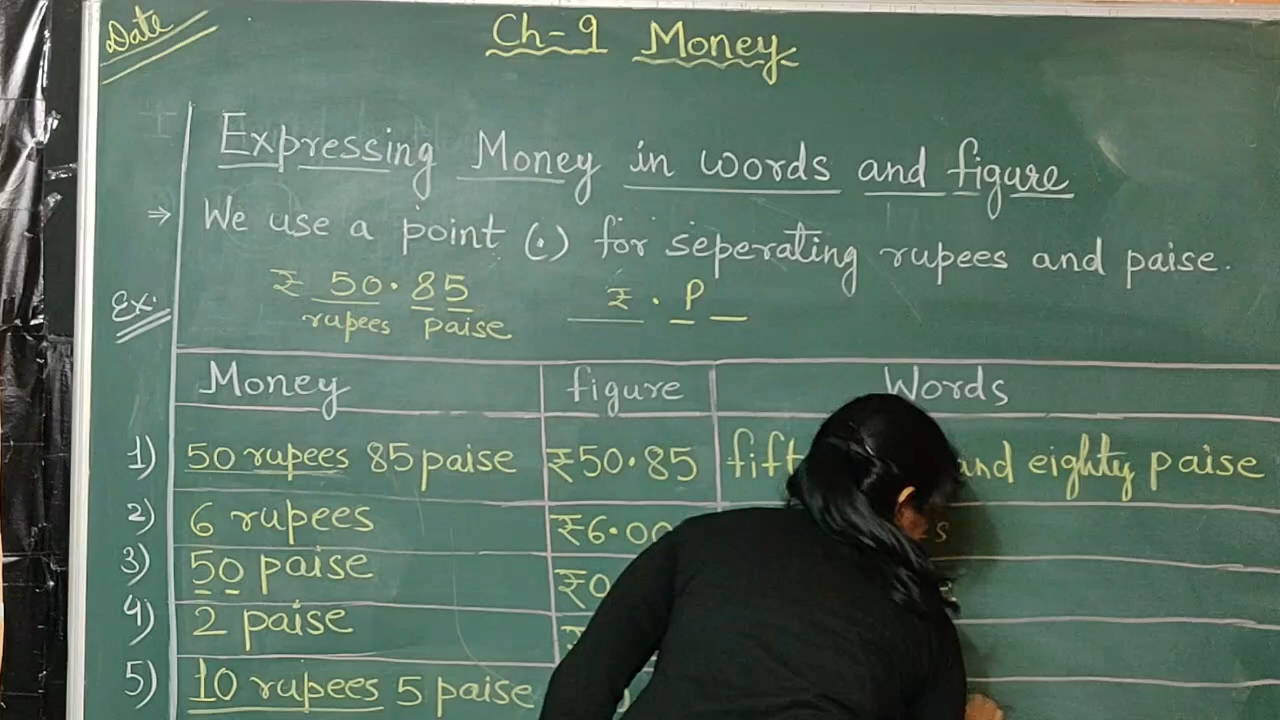 Date
Ch-9 Money
Expressing Money in words and figure
⇒ We use a point (.) for seperating rupees and paise.
Ex:
₹ 50.85 ₹ . P
rupees paise
Money figure Words
1) 50 rupees 85 paise ₹50.85 and eighty paise
2) 6 rupees ₹6.00
3) 50 paise
4) 2 paise
5) 10 rupees 5 paise